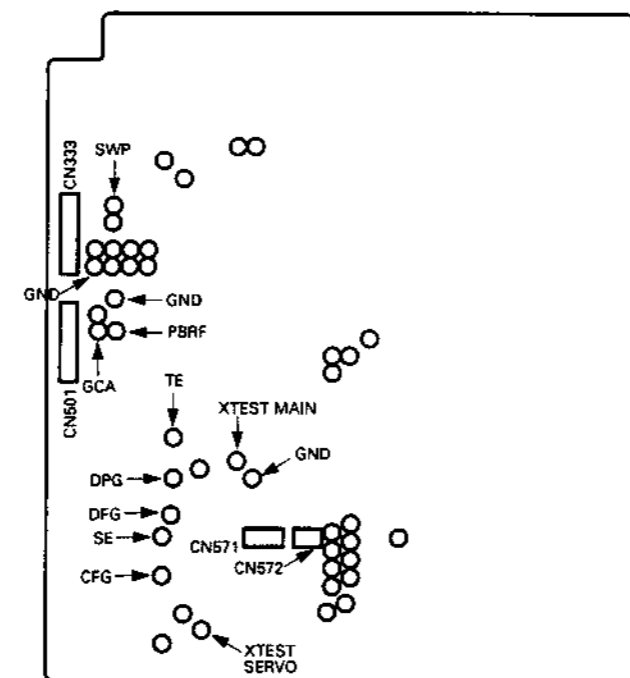 CN333
SWP
GND
GND
PBRF
GCA
CN501
TE
XTEST MAIN
GND
DPG
DFG
SE
CN571
CN572
CFG
XTEST
SERVO